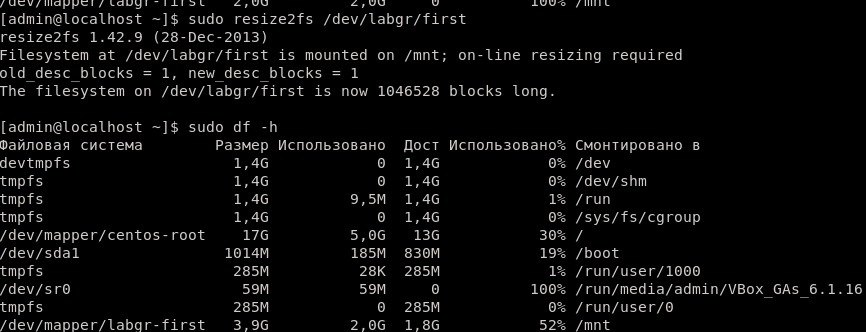 /dev/mapper/labgr-first 2,0G 2,0G 0 100% /mnt
[admin@localhost ~]$ sudo resize2fs /dev/labgr/first
resize2fs 1.42.9 (28-Dec-2013)
Filesystem at /dev/labgr/first is mounted on /mnt; on-line resizing required
old_desc_blocks = 1, new_desc_blocks = 1
The filesystem on /dev/labgr/first is now 1046528 blocks long.
[admin@localhost ~]$ sudo df -h
Файловая система Размер Использовано Дост Использовано% Смонтировано в
devtmpfs 1,4G 0 1,4G 0% /dev
tmpfs 1,4G 0 1,4G 0% /dev/shm
tmpfs 1,4G 9,5M 1,4G 1% /run
tmpfs 1,4G 0 1,4G 0% /sys/fs/cgroup
/dev/mapper/centos-root 17G 5,0G 13G 30% /
/dev/sda1 1014M 185M 830M 19% /boot
tmpfs 285M 28K 285M 1% /run/user/1000
/dev/sr0 59M 59M 0 100% /run/media/admin/VBox_GAs_6.1.16
tmpfs 285M 0 285M 0% /run/user/0
/dev/mapper/labgr-first 3,9G 2,0G 1,8G 52% /mnt